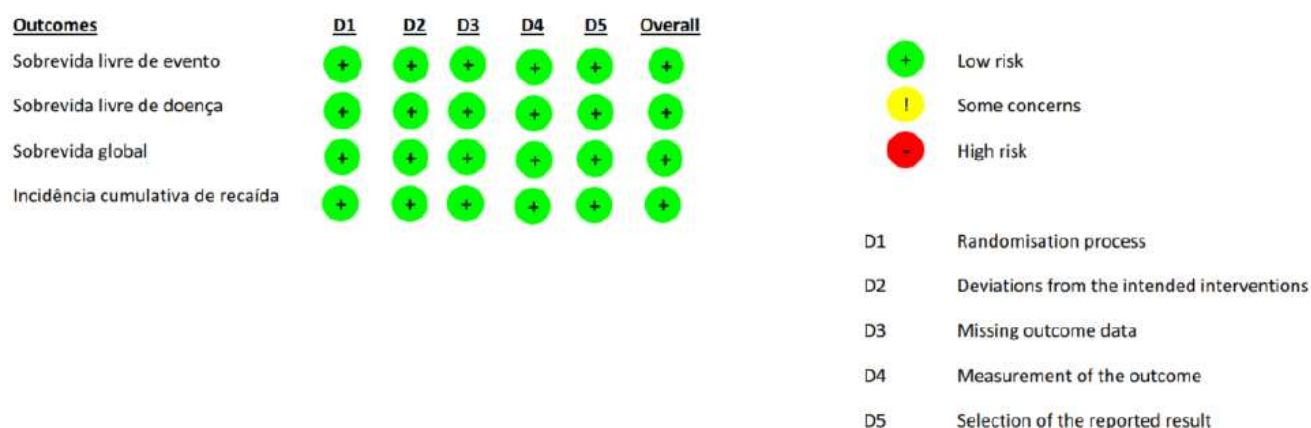 Outcomes D1 D2 D3 D4 D5 Overall
Sobrevida livre de evento + + + + + +
Sobrevida livre de doença + + + + + +
Sobrevida global + + + + + +
Incidência cumulativa de recaída + + + + + +
+ Low risk
! Some concerns
- High risk
D1 Randomisation process
D2 Deviations from the intended interventions
D3 Missing outcome data
D4 Measurement of the outcome
D5 Selection of the reported result